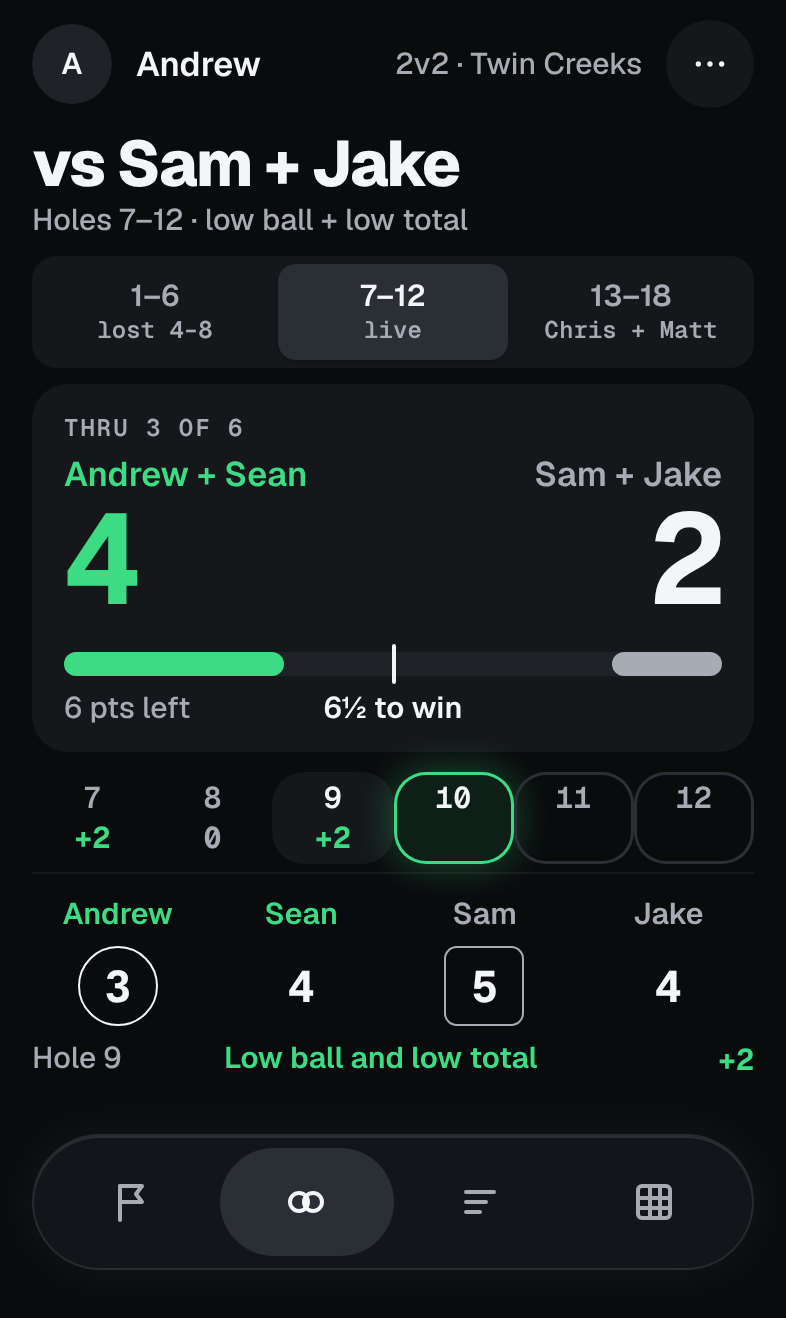 A Andrew 2v2 · Twin Creeks ···
vs Sam + Jake
Holes 7–12 · low ball + low total
1–6 7–12 13–18
lost 4–8 live Chris + Matt
THRU 3 OF 6
Andrew + Sean Sam + Jake
4 2
6 pts left 6½ to win
7 8 9 10 11 12
+2 0 +2
Andrew Sean Sam Jake
3 4 5 4
Hole 9 Low ball and low total +2